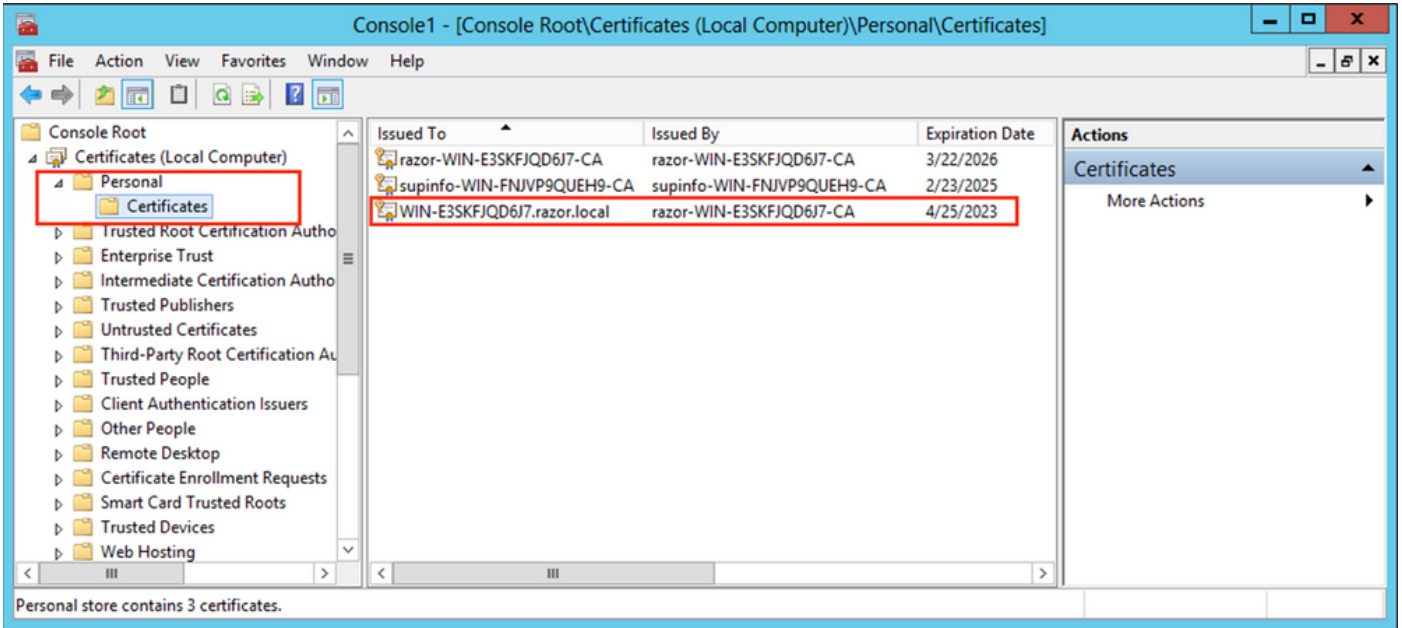 Console1 - [Console Root\Certificates (Local Computer)\Personal\Certificates]
File Action View Favorites Window Help
Console Root
Certificates (Local Computer)
Personal
Certificates
Trusted Root Certification Autho
Enterprise Trust
Intermediate Certification Autho
Trusted Publishers
Untrusted Certificates
Third-Party Root Certification Au
Trusted People
Client Authentication Issuers
Other People
Remote Desktop
Certificate Enrollment Requests
Smart Card Trusted Roots
Trusted Devices
Web Hosting
Issued To Issued By Expiration Date
razor-WIN-E3SKFJQD6J7-CA razor-WIN-E3SKFJQD6J7-CA 3/22/2026
supinfo-WIN-FNJVP9QUEH9-CA supinfo-WIN-FNJVP9QUEH9-CA 2/23/2025
WIN-E3SKFJQD6J7.razor.local razor-WIN-E3SKFJQD6J7-CA 4/25/2023
Actions
Certificates
More Actions
Personal store contains 3 certificates.